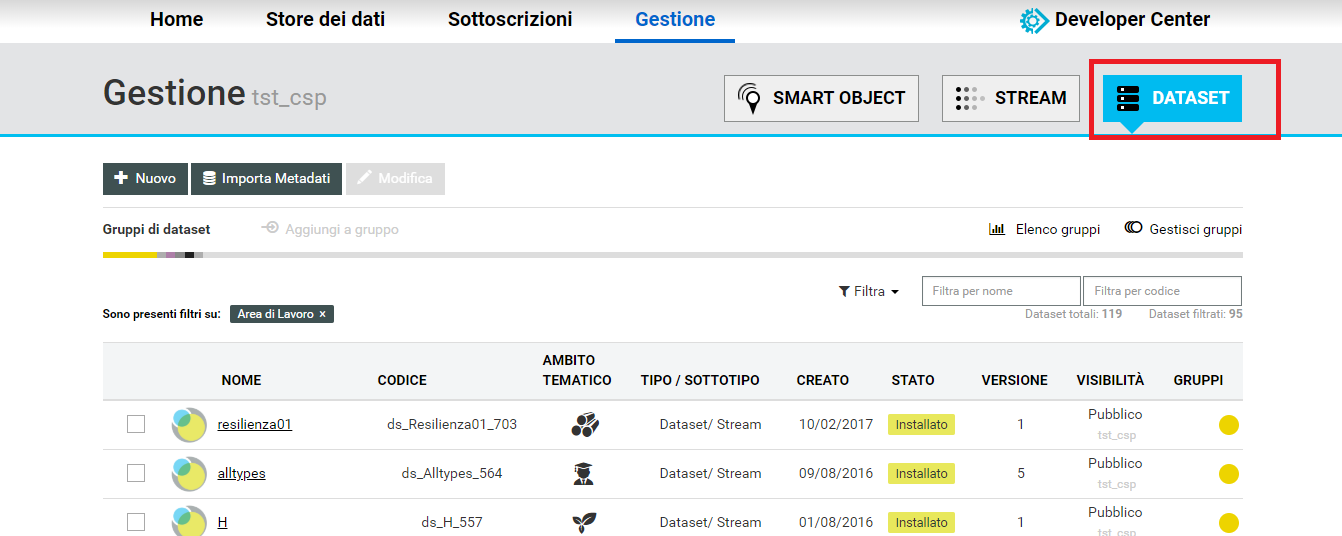 Home Store dei dati Sottoscrizioni Gestione Developer Center
Gestione tst_csp SMART OBJECT STREAM DATASET
Nuovo Importa Metadati Modifica
Gruppi di dataset Aggiungi a gruppo Elenco gruppi Gestisci gruppi
Filtra Filtra per nome Filtra per codice
Sono presenti filtri su: Area di Lavoro × Dataset totali: 119 Dataset filtrati: 95
NOME CODICE AMBITO TEMATICO TIPO / SOTTOTIPO CREATO STATO VERSIONE VISIBILITÀ GRUPPI
resilienza01 ds_Resilienza01_703 Dataset/ Stream 10/02/2017 Installato 1 Pubblico
tst_csp
alltypes ds_Alltypes_564 Dataset/ Stream 09/08/2016 Installato 5 Pubblico
tst_csp
H ds_H_557 Dataset/ Stream 01/08/2016 Installato 1 Pubblico
tst_csp